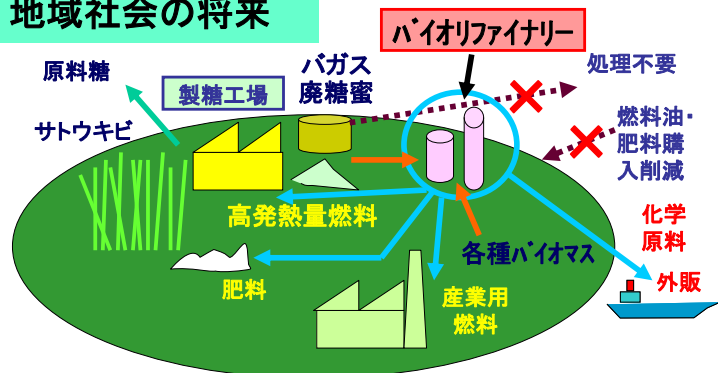 地域社会の将来
バイオリファイナリー
原料糖
製糖工場
バガス
廃糖蜜
処理不要
サトウキビ
燃料油・
肥料購
入削減
高発熱量燃料
各種バイオマス
化学
原料
外販
肥料
産業用
燃料